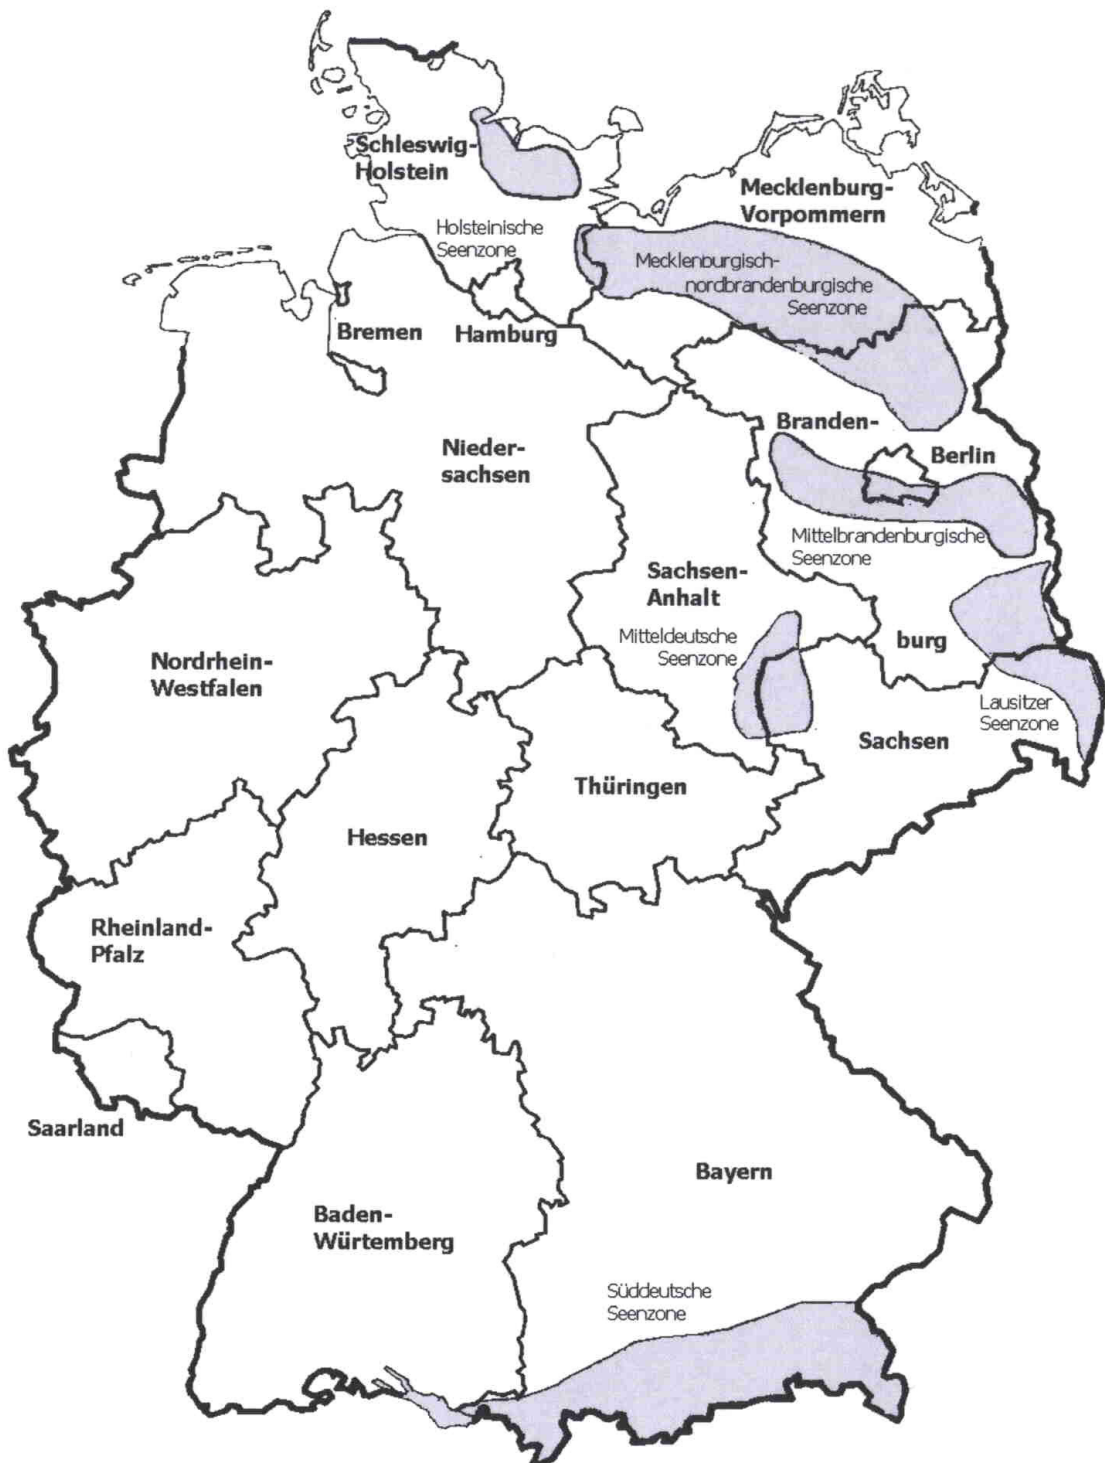 Schleswig-
Holstein
Mecklenburg-
Vorpommern
Holsteinische
Seenzone
Mecklenburgisch-
nordbrandenburgische
Seenzone
Bremen
Hamburg
Branden-
Berlin
Nieder-
sachsen
Mittelbrandenburgische
Seenzone
Sachsen-
Anhalt
Mitteldeutsche
Seenzone
burg
Nordrhein-
Westfalen
Lausitzer
Seenzone
Sachsen
Thüringen
Hessen
Rheinland-
Pfalz
Saarland
Bayern
Baden-
Würtemberg
Süddeutsche
Seenzone